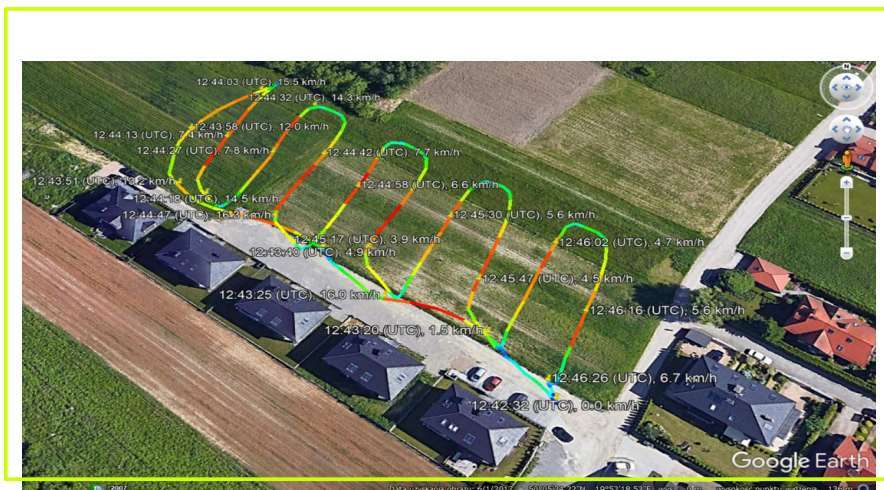 N
12:44:03 (UTC), 15.5 km/h
12:44:32 (UTC), 14.3 km/h
12:43:58 (UTC), 12.0 km/h
12:44:13 (UTC), 7.4 km/h
12:44:27 (UTC), 7.8 km/h
12:44:42 (UTC), 7.7 km/h
12:43:51 (UTC),
12:44:58 (UTC), 6.6 km/h
12:44:18 (UTC), 14.5 km/h
12:44:47 (UTC), 16.3 km/h
12:45:30 (UTC), 5.6 km/h
12:45:17 (UTC), 3.9 km/h
12:46:02 (UTC), 4.7 km/h
12:43:40 (UTC), 4.9 km/h
12:45:47 (UTC), 4.5 km/h
12:43:25 (UTC), 16.0 km/h
12:46:16 (UTC), 5.6 km/h
12:43:20 (UTC), 1.5 km/h
12:46:26 (UTC), 6.7 km/h
12:42:32 (UTC), 0.0 km/h
Google Earth
2007